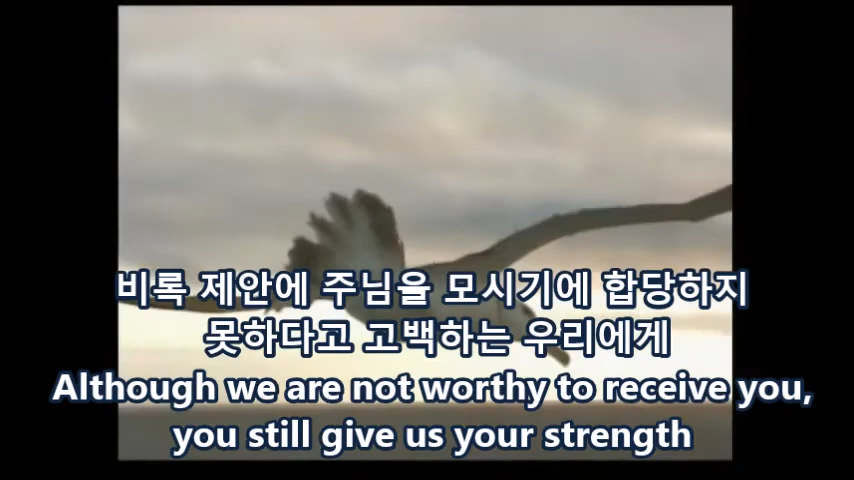 비록 제안에 주님을 모시기에 합당하지
못하다고 고백하는 우리에게
Although we are not worthy to receive you,
you still give us your strength